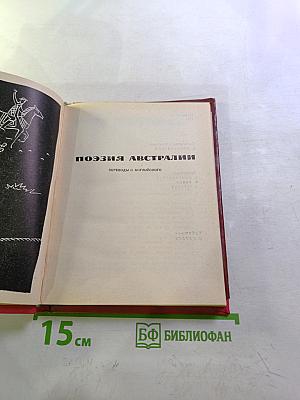 ПОЭЗИЯ АВСТРАЛИИ
ПЕРЕВОДЫ С АНГЛИЙСКОГО
15 см
БФ БИБЛИОФАН